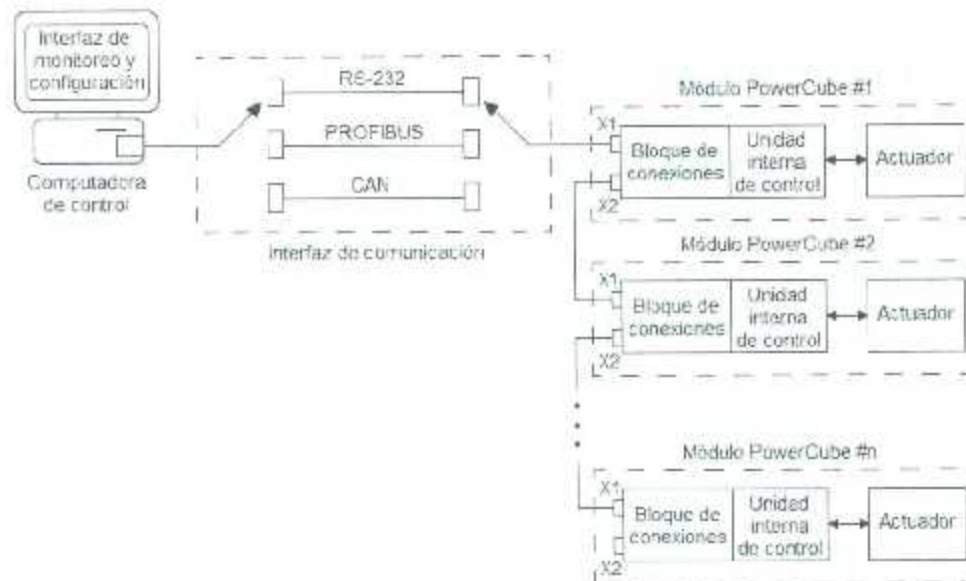 Interfaz de
monitoreo y
configuración
Computadora
de control
RS-232
PROFIBUS
CAN
Interfaz de comunicación
Módulo PowerCube #1
X1
Bloque de
conexiones
Unidad
interna
de control
Actuador
X2
Módulo PowerCube #2
X1
Bloque de
conexiones
Unidad
interna
de control
Actuador
X2
Módulo PowerCube #n
X1
Bloque de
conexiones
Unidad
interna
de control
Actuador
X2